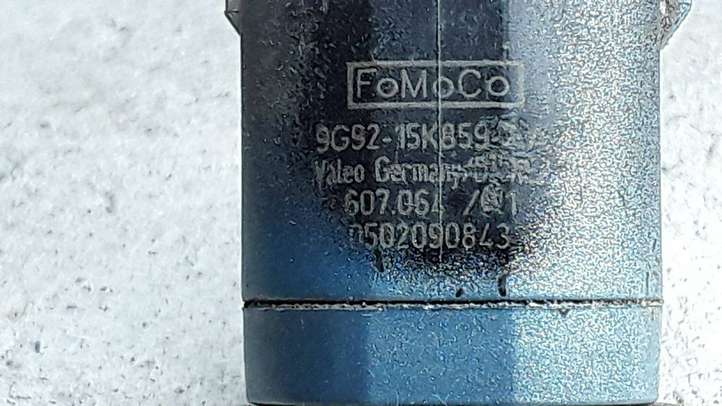 FoMoCo
9G92-15K859-
Valeo Germany
607.064
0502090843